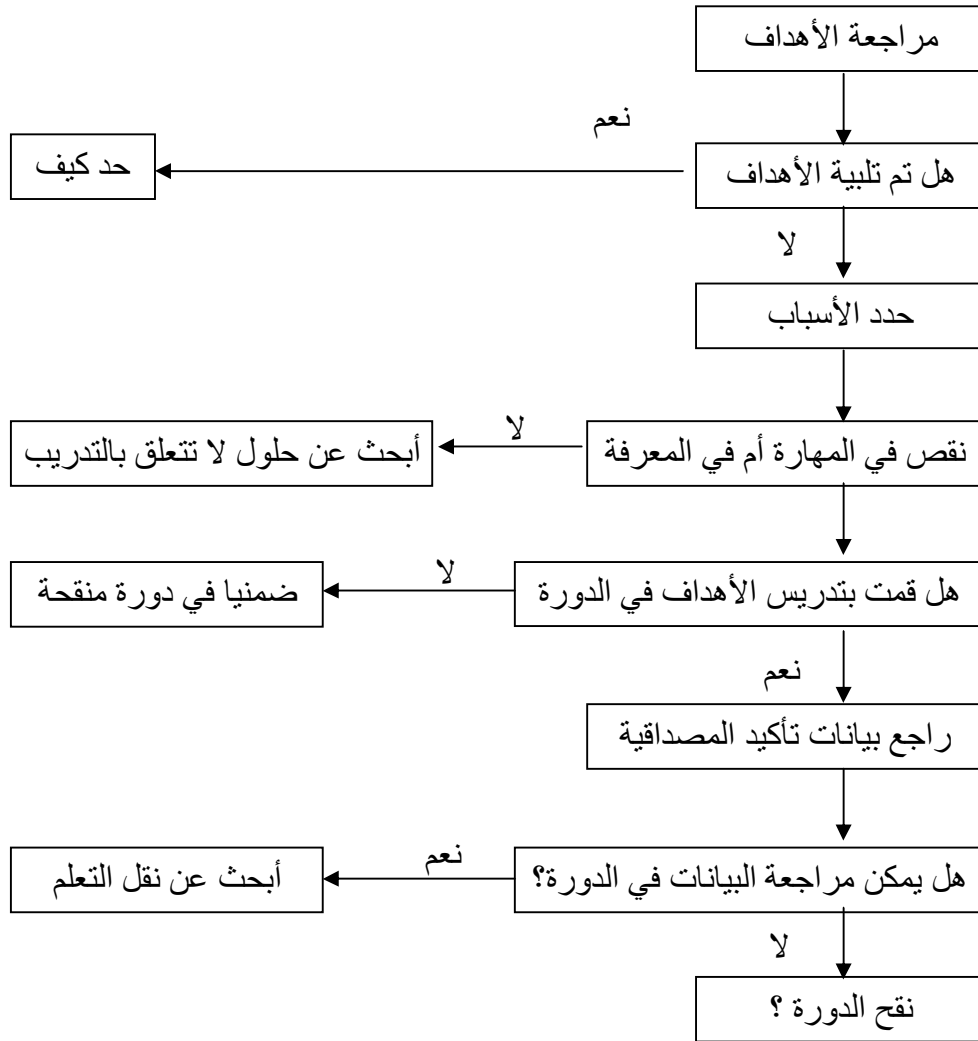 مراجعة الأهداف
نعم
هل تم تلبية الأهداف
حد كيف
لا
حدد الأسباب
لا
نقص في المهارة أم في المعرفة
أبحث عن حلول لا تتعلق بالتدريب
لا
هل قمت بتدريس الأهداف في الدورة
ضمنيا في دورة منقحة
نعم
راجع بيانات تأكيد المصداقية
نعم
هل يمكن مراجعة البيانات في الدورة؟
أبحث عن نقل التعلم
لا
نقح الدورة ؟